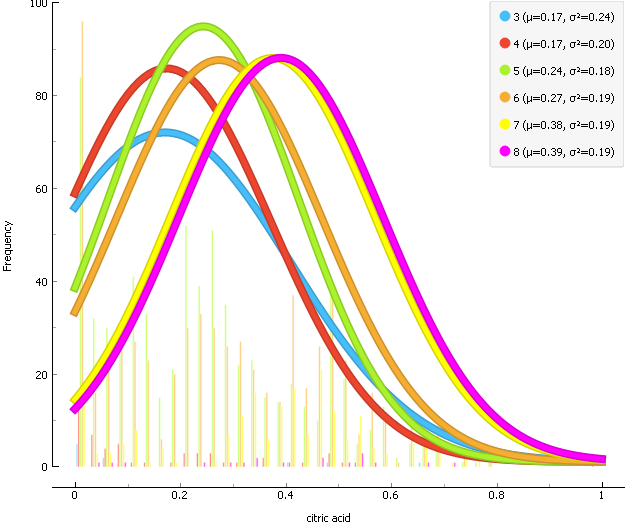 100
80
60
40
20
0
Frequency
3 (μ=0.17, σ²=0.24)
4 (μ=0.17, σ²=0.20)
5 (μ=0.24, σ²=0.18)
6 (μ=0.27, σ²=0.19)
7 (μ=0.38, σ²=0.19)
8 (μ=0.39, σ²=0.19)
0 0.2 0.4 0.6 0.8 1
citric acid